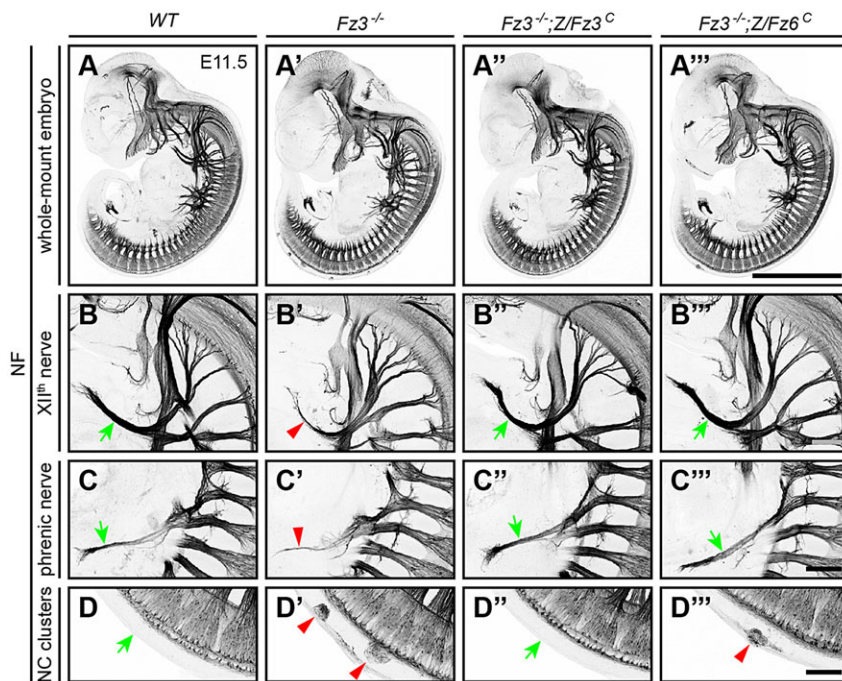 WT Fz3-/- Fz3-/-;Z/Fz3C Fz3-/-;Z/Fz6C
NF
whole-mount embryo
A E11.5 A' A'' A'''
XIIth nerve
B B' B'' B'''
phrenic nerve
C C' C'' C'''
NC clusters
D D' D'' D'''